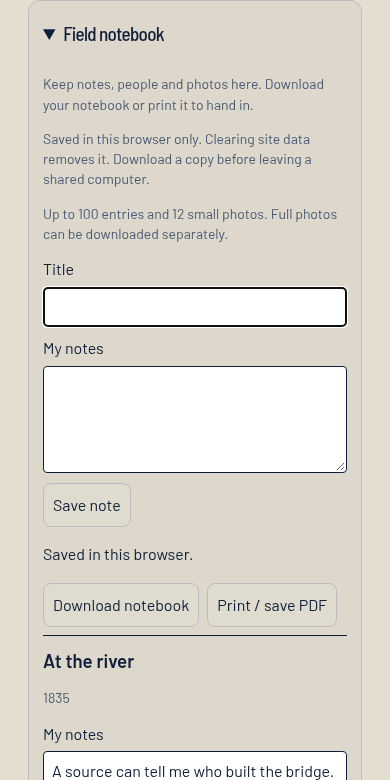 ▼ Field notebook
Keep notes, people and photos here. Download
your notebook or print it to hand in.
Saved in this browser only. Clearing site data
removes it. Download a copy before leaving a
shared computer.
Up to 100 entries and 12 small photos. Full photos
can be downloaded separately.
Title
My notes
Save note
Saved in this browser.
Download notebook Print / save PDF
At the river
1835
My notes
A source can tell me who built the bridge.